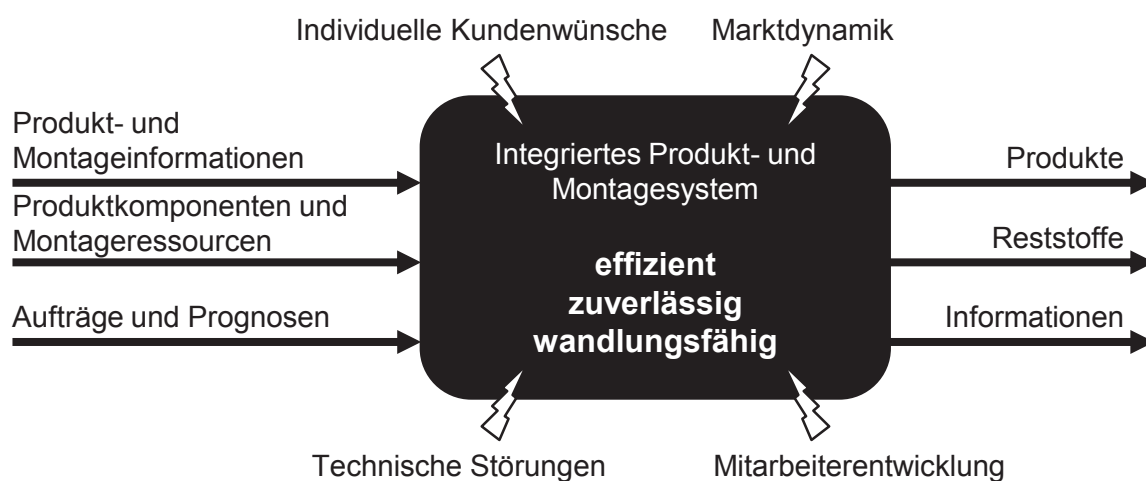 Individuelle Kundenwünsche
Marktdynamik
Produkt- und
Montageinformationen
Produktkomponenten und
Montageressourcen
Aufträge und Prognosen
Integriertes Produkt- und
Montagesystem
effizient
zuverlässig
wandlungsfähig
Produkte
Reststoffe
Informationen
Technische Störungen
Mitarbeiterentwicklung